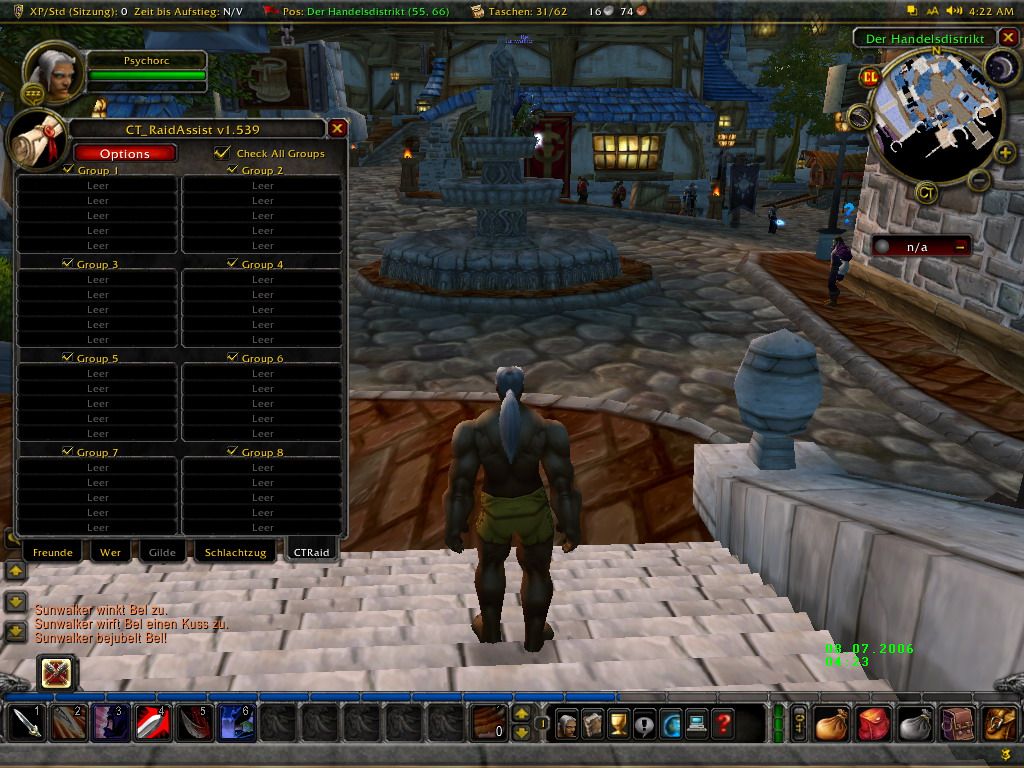 XP/Std (Sitzung): 0 Zeit bis Aufstieg: N/V Pos: Der Handelsdistrikt (55, 66) Taschen: 31/62 16 74 AA 4:22 AM
Psychorc
zzz
Der Handelsdistrikt
N
CL
CT
n/a
CT_RaidAssist v1.539
Options
Check All Groups
Group 1 Group 2
Leer Leer
Leer Leer
Leer Leer
Leer Leer
Leer Leer
Group 3 Group 4
Leer Leer
Leer Leer
Leer Leer
Leer Leer
Leer Leer
Group 5 Group 6
Leer Leer
Leer Leer
Leer Leer
Leer Leer
Leer Leer
Group 7 Group 8
Leer Leer
Leer Leer
Leer Leer
Leer Leer
Leer Leer
Freunde Wer Gilde Schlachtzug CTRaid
Sunwalker winkt Bel zu.
Sunwalker wirft Bel einen Kuss zu.
Sunwalker bejubelt Bel!
08.07.2006
04:23
1 2 3 4 5 6 0 1